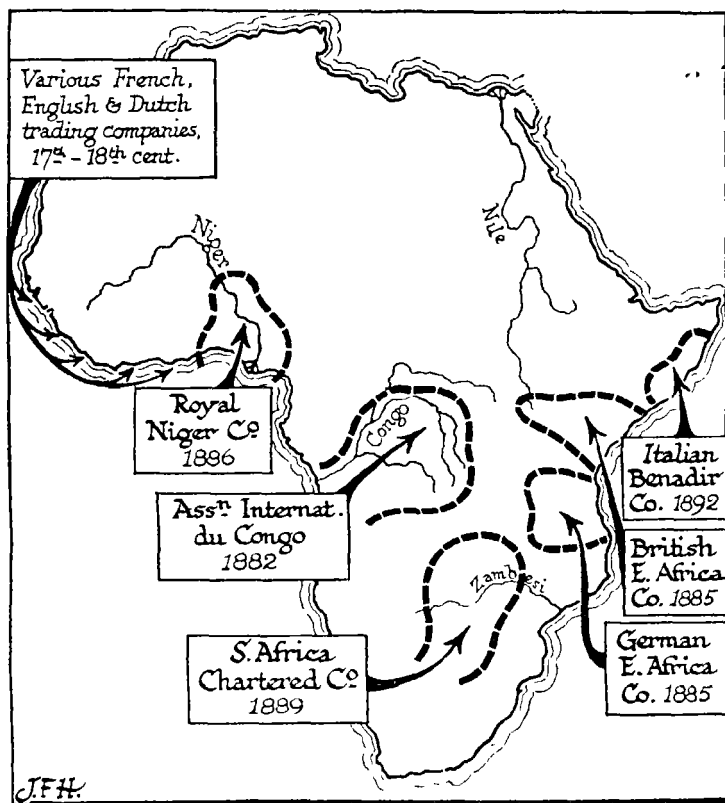 Various French,
English & Dutch
trading companies,
17th - 18th cent.
Niger
Nile
Royal
Niger Co
1886
Congo
Assn Internat.
du Congo
1882
Italian
Benadir
Co. 1892
British
E. Africa
Co. 1885
Zambesi
S. Africa
Chartered Co
1889
German
E. Africa
Co. 1885
J.F.H.